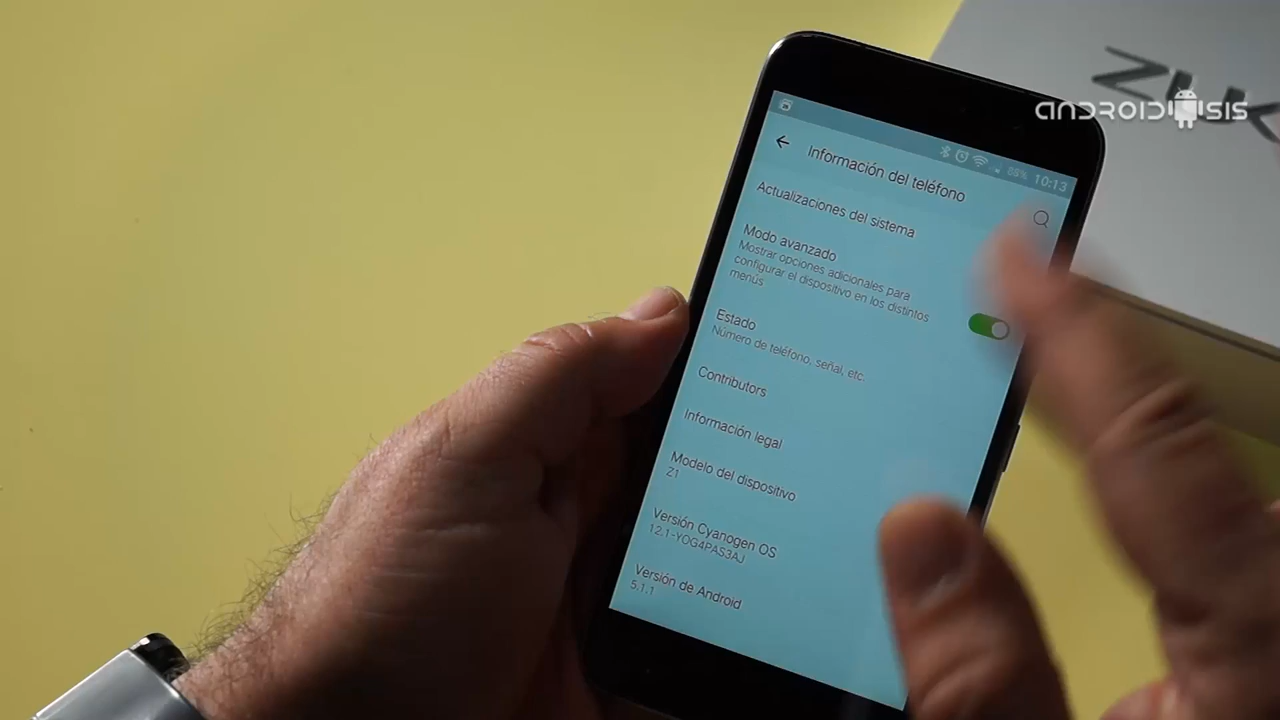 ZUK
ANDROIDSIS
88% 10:13
Información del teléfono
Actualizaciones del sistema
Modo avanzado
Mostrar opciones adicionales para
configurar el dispositivo en los distintos
menús
Estado
Número de teléfono, señal, etc.
Contributors
Información legal
Modelo del dispositivo
Z1
Versión Cyanogen OS
12.1-YOG4PAS3AJ
Versión de Android
5.1.1